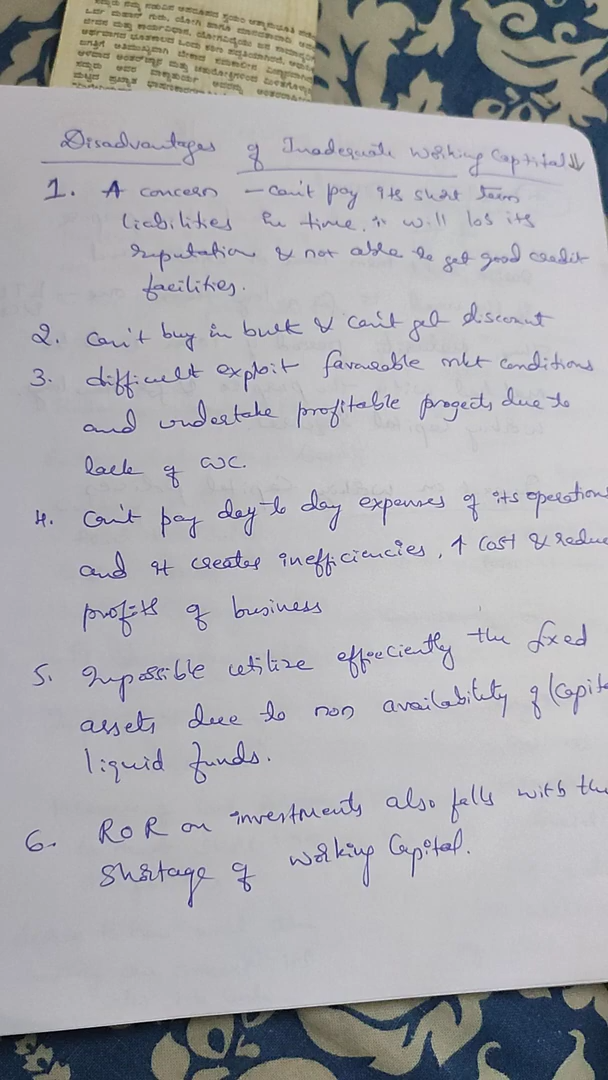 Disadvantages of Inadequate Working Capital
1. A concern - can't pay its short term
liabilities in time, it will los its
reputation & not able to get good credit
facilities.
2. can't buy in bulk & can't get discount
3. difficult exploit favourable mkt conditions
and undertake profitable progects due to
lack of WC.
4. can't pay day to day expenses of its operations
and it creates inefficiencies, ↑ cost & reduce
profits of business
5. Impossible utilize effeciently the fixed
assets due to non availability of (Capita
liquid funds.
6. ROR on investments also falls with the
shortage of working Capital.